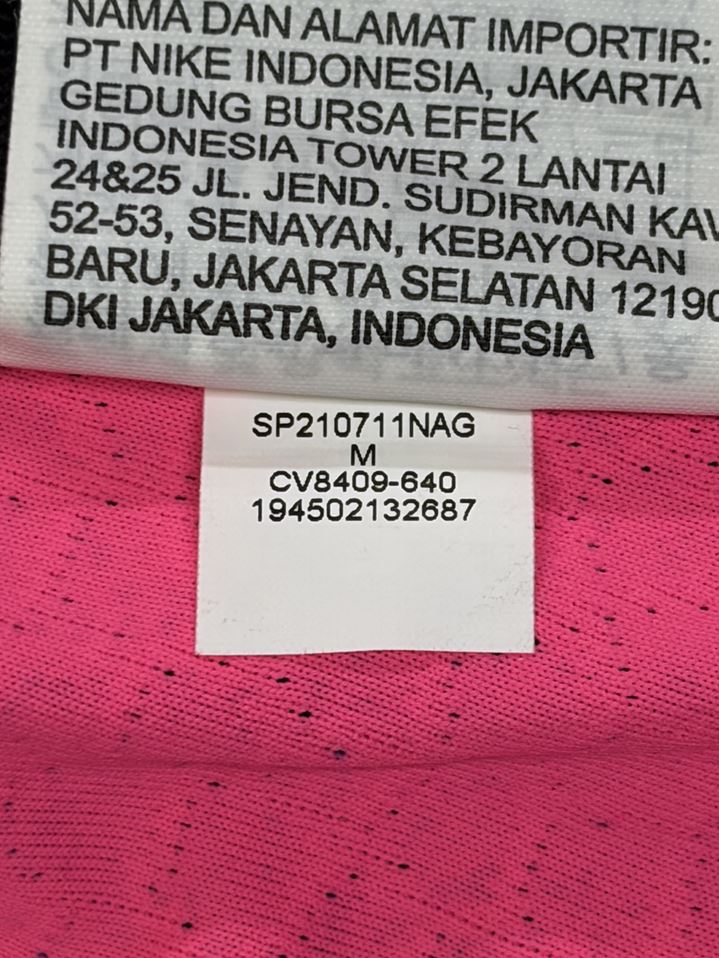 NAMA DAN ALAMAT IMPORTIR:
PT NIKE INDONESIA, JAKARTA
GEDUNG BURSA EFEK
INDONESIA TOWER 2 LANTAI
24&25 JL. JEND. SUDIRMAN KAV
52-53, SENAYAN, KEBAYORAN
BARU, JAKARTA SELATAN 12190
DKI JAKARTA, INDONESIA
SP210711NAG
M
CV8409-640
194502132687